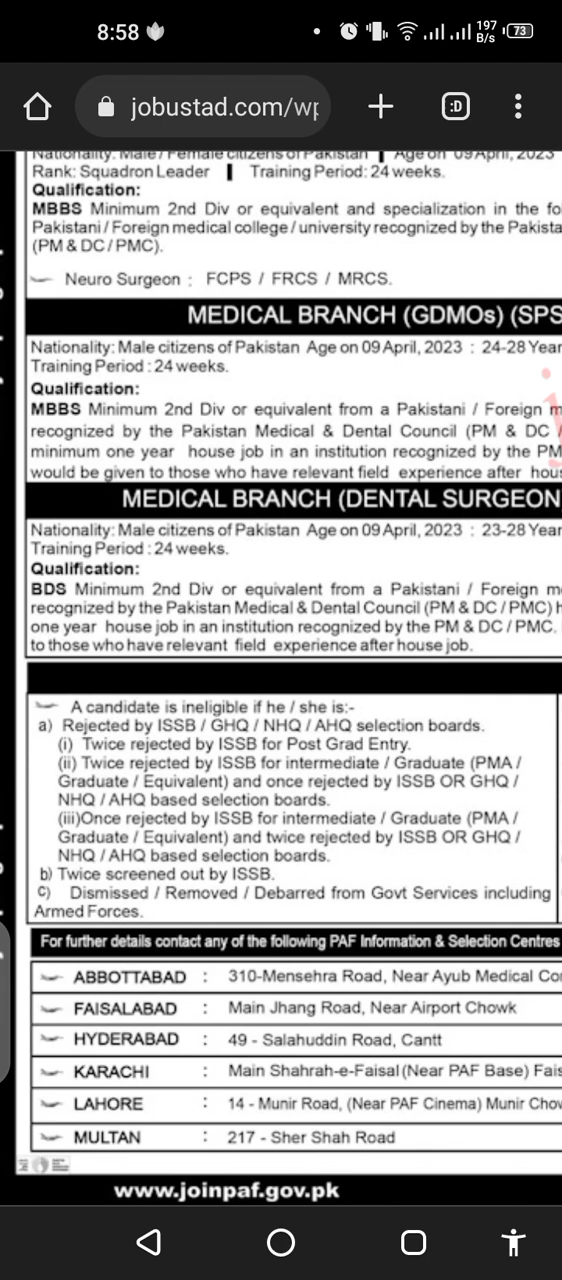 8:58
197 B/s 73
jobustad.com/wp
:D
Nationality: Male / Female citizens of Pakistan | Age on 09 April, 2023
Rank: Squadron Leader | Training Period: 24 weeks.
Qualification:
MBBS Minimum 2nd Div or equivalent and specialization in the fo
Pakistani / Foreign medical college / university recognized by the Pakista
(PM & DC / PMC).
Neuro Surgeon : FCPS / FRCS / MRCS.
MEDICAL BRANCH (GDMOs) (SPS
Nationality: Male citizens of Pakistan Age on 09 April, 2023 : 24-28 Year
Training Period : 24 weeks.
Qualification:
MBBS Minimum 2nd Div or equivalent from a Pakistani / Foreign m
recognized by the Pakistan Medical & Dental Council (PM & DC /
minimum one year house job in an institution recognized by the PM
would be given to those who have relevant field experience after hous
MEDICAL BRANCH (DENTAL SURGEON
Nationality: Male citizens of Pakistan Age on 09 April, 2023 : 23-28 Year
Training Period : 24 weeks.
Qualification:
BDS Minimum 2nd Div or equivalent from a Pakistani / Foreign me
recognized by the Pakistan Medical & Dental Council (PM & DC / PMC) h
one year house job in an institution recognized by the PM & DC / PMC.
to those who have relevant field experience after house job.
A candidate is ineligible if he / she is:-
a) Rejected by ISSB / GHQ / NHQ / AHQ selection boards.
(i) Twice rejected by ISSB for Post Grad Entry.
(ii) Twice rejected by ISSB for intermediate / Graduate (PMA /
Graduate / Equivalent) and once rejected by ISSB OR GHQ /
NHQ / AHQ based selection boards.
(iii)Once rejected by ISSB for intermediate / Graduate (PMA /
Graduate / Equivalent) and twice rejected by ISSB OR GHQ /
NHQ / AHQ based selection boards.
b) Twice screened out by ISSB.
c) Dismissed / Removed / Debarred from Govt Services including
Armed Forces.
For further details contact any of the following PAF Information & Selection Centres
ABBOTTABAD : 310-Mensehra Road, Near Ayub Medical Co
FAISALABAD : Main Jhang Road, Near Airport Chowk
HYDERABAD : 49 - Salahuddin Road, Cantt
KARACHI : Main Shahrah-e-Faisal (Near PAF Base) Fais
LAHORE : 14 - Munir Road, (Near PAF Cinema) Munir Chow
MULTAN : 217 - Sher Shah Road
www.joinpaf.gov.pk